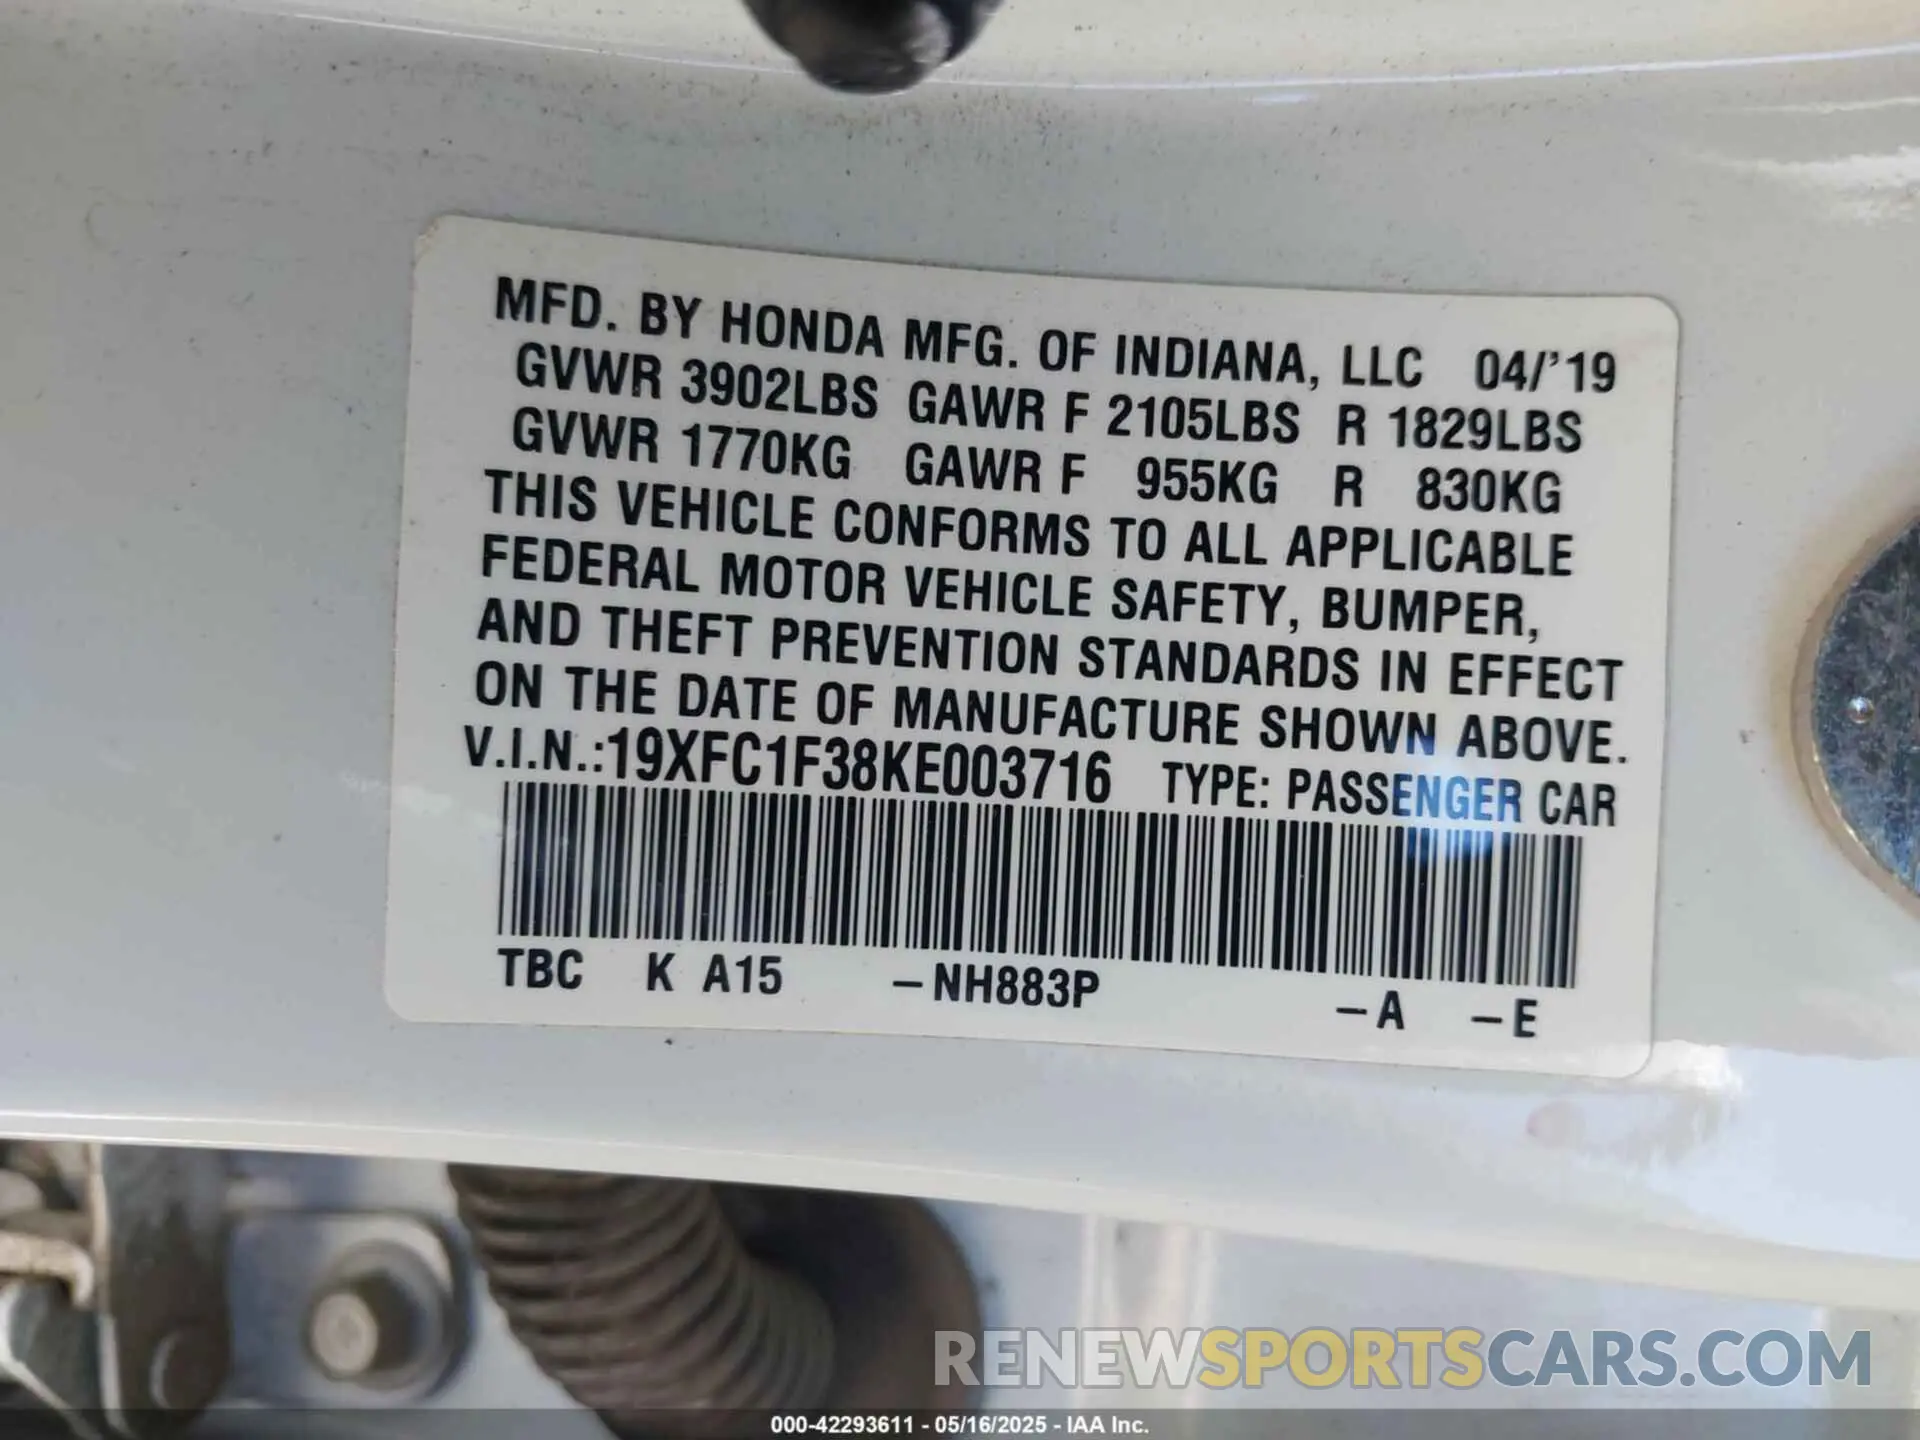 MFD. BY HONDA MFG. OF INDIANA, LLC 04/'19
GVWR 3902LBS GAWR F 2105LBS R 1829LBS
GVWR 1770KG GAWR F 955KG R 830KG
THIS VEHICLE CONFORMS TO ALL APPLICABLE
FEDERAL MOTOR VEHICLE SAFETY, BUMPER,
AND THEFT PREVENTION STANDARDS IN EFFECT
ON THE DATE OF MANUFACTURE SHOWN ABOVE.
V.I.N.:19XFC1F38KE003716 TYPE: PASSENGER CAR
TBC K A15 –NH883P –A –E
RENEWSPORTSCARS.COM
000-42293611 - 05/16/2025 - IAA Inc.